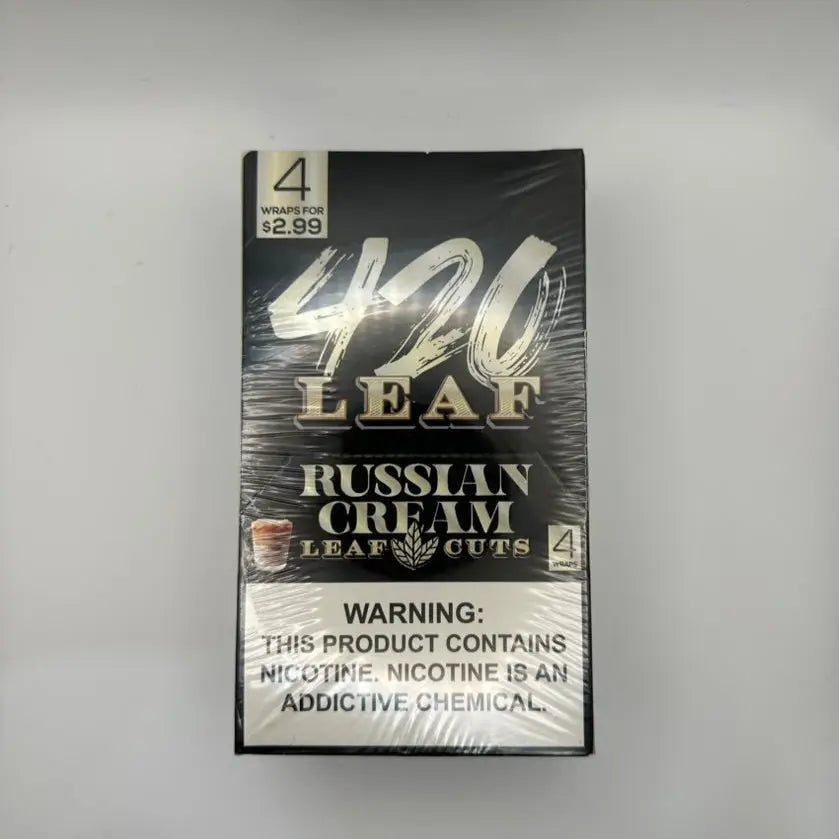 4
WRAPS FOR
$2.99
420
LEAF
RUSSIAN
CREAM
LEAF CUTS
4
WRAPS
WARNING:
THIS PRODUCT CONTAINS
NICOTINE. NICOTINE IS AN
ADDICTIVE CHEMICAL.